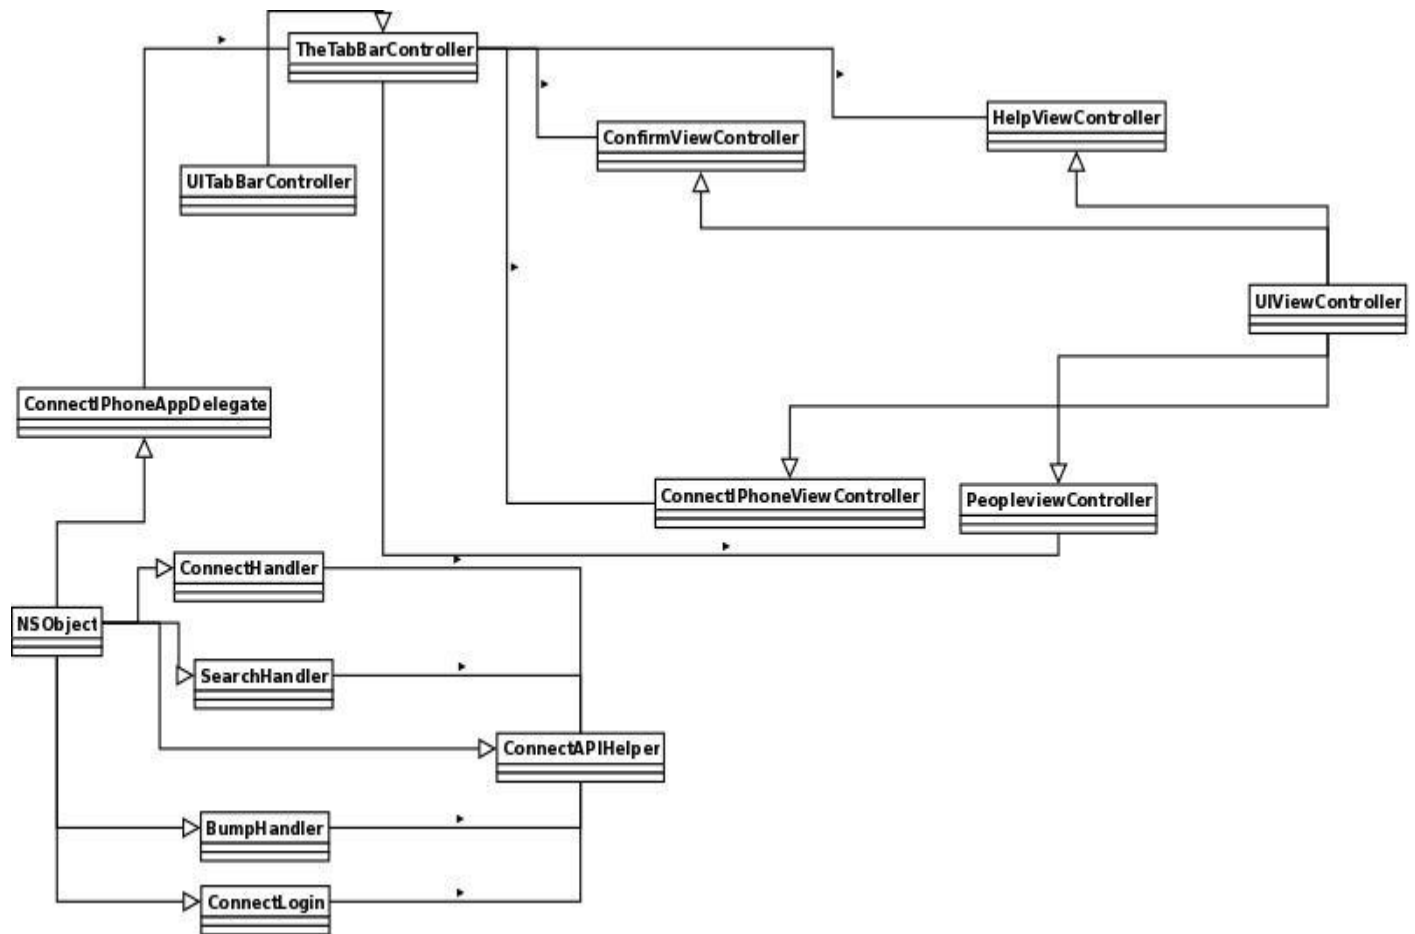 TheTabBarController
HelpViewController
ConfirmViewController
UITabBarController
UIViewController
ConnectIPhoneAppDelegate
ConnectIPhoneViewController
PeopleviewController
ConnectHandler
NSObject
SearchHandler
ConnectAPIHelper
BumpHandler
ConnectLogin